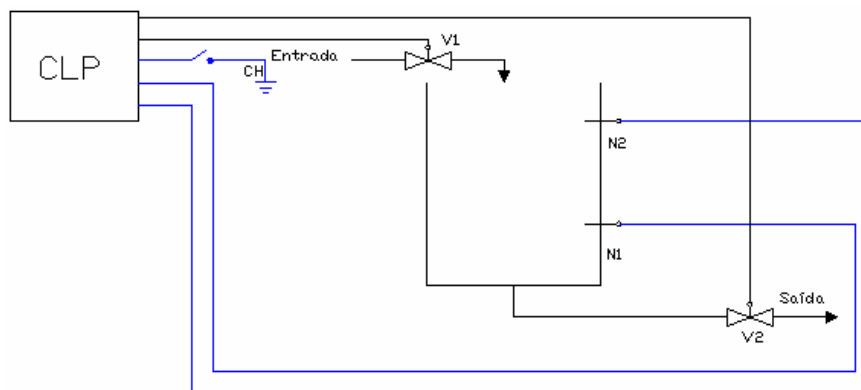 CLP
CH
Entrada
V1
N2
N1
Saída
V2